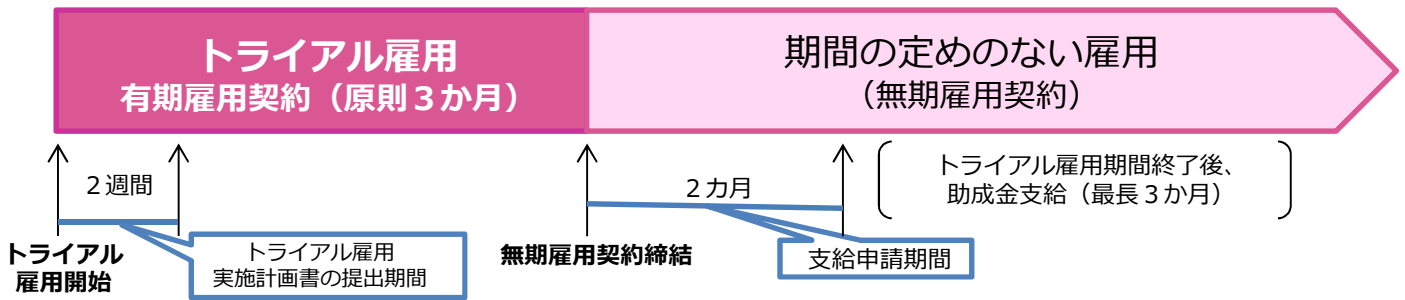 トライアル雇用
有期雇用契約（原則３か月）
期間の定めのない雇用
（無期雇用契約）
２週間
２カ月
トライアル雇用期間終了後、
助成金支給（最長３か月）
トライアル
雇用開始
トライアル雇用
実施計画書の提出期間
無期雇用契約締結
支給申請期間